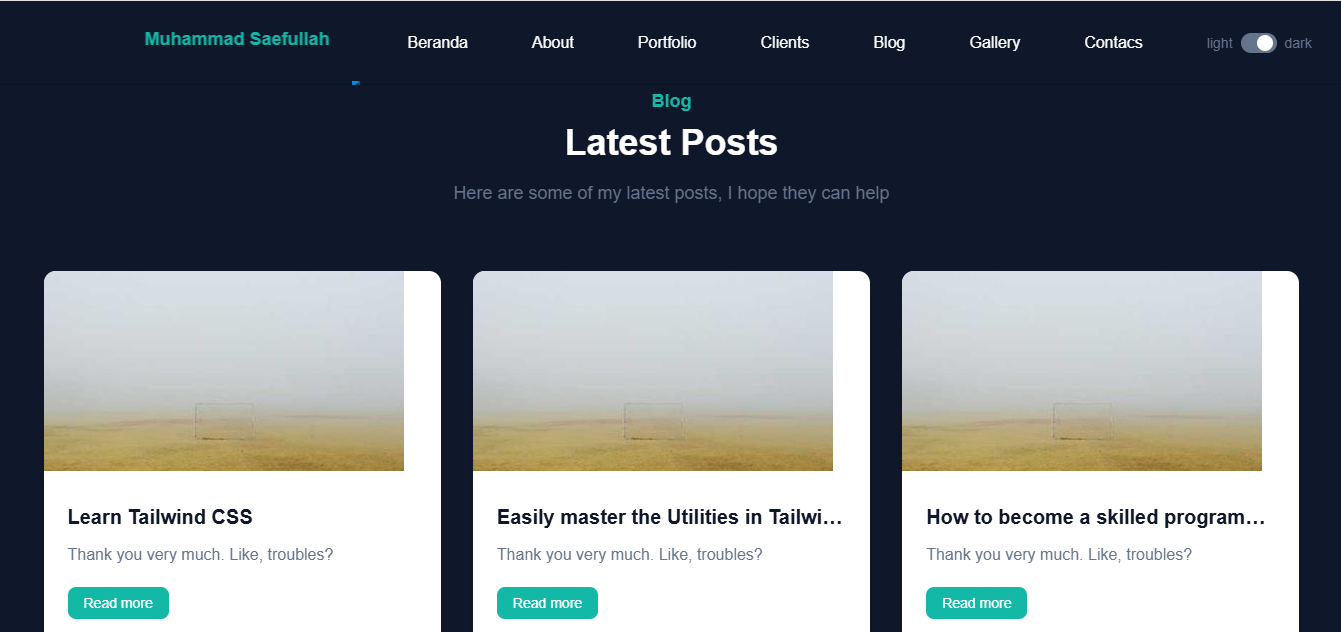 Muhammad Saefullah Beranda About Portfolio Clients Blog Gallery Contacs light dark
Blog
Latest Posts
Here are some of my latest posts, I hope they can help
Learn Tailwind CSS
Thank you very much. Like, troubles?
Read more
Easily master the Utilities in Tailwi...
Thank you very much. Like, troubles?
Read more
How to become a skilled program...
Thank you very much. Like, troubles?
Read more